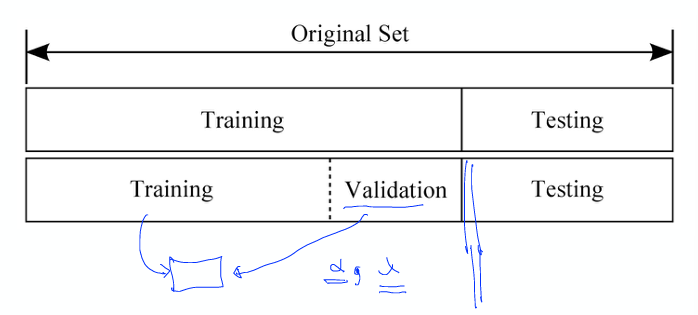 Original Set
Training Testing
Training Validation Testing
α, λ